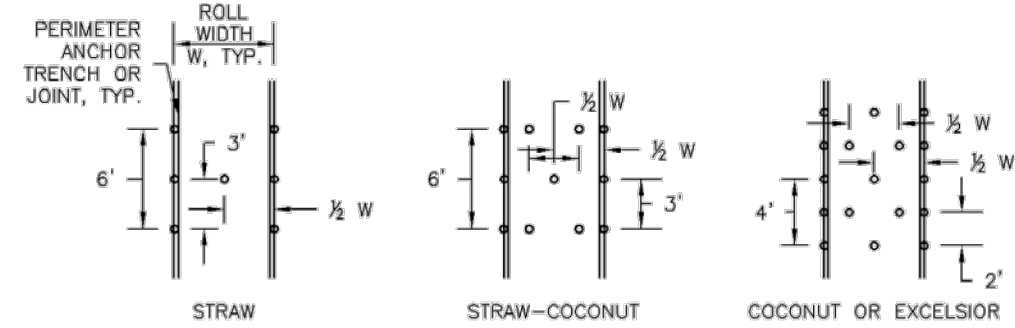 PERIMETER
ANCHOR
TRENCH OR
JOINT, TYP.
ROLL
WIDTH
W, TYP.
6'
3'
½ W
STRAW
½ W
½ W
6'
3'
STRAW-COCONUT
½ W
½ W
4'
2'
COCONUT OR EXCELSIOR